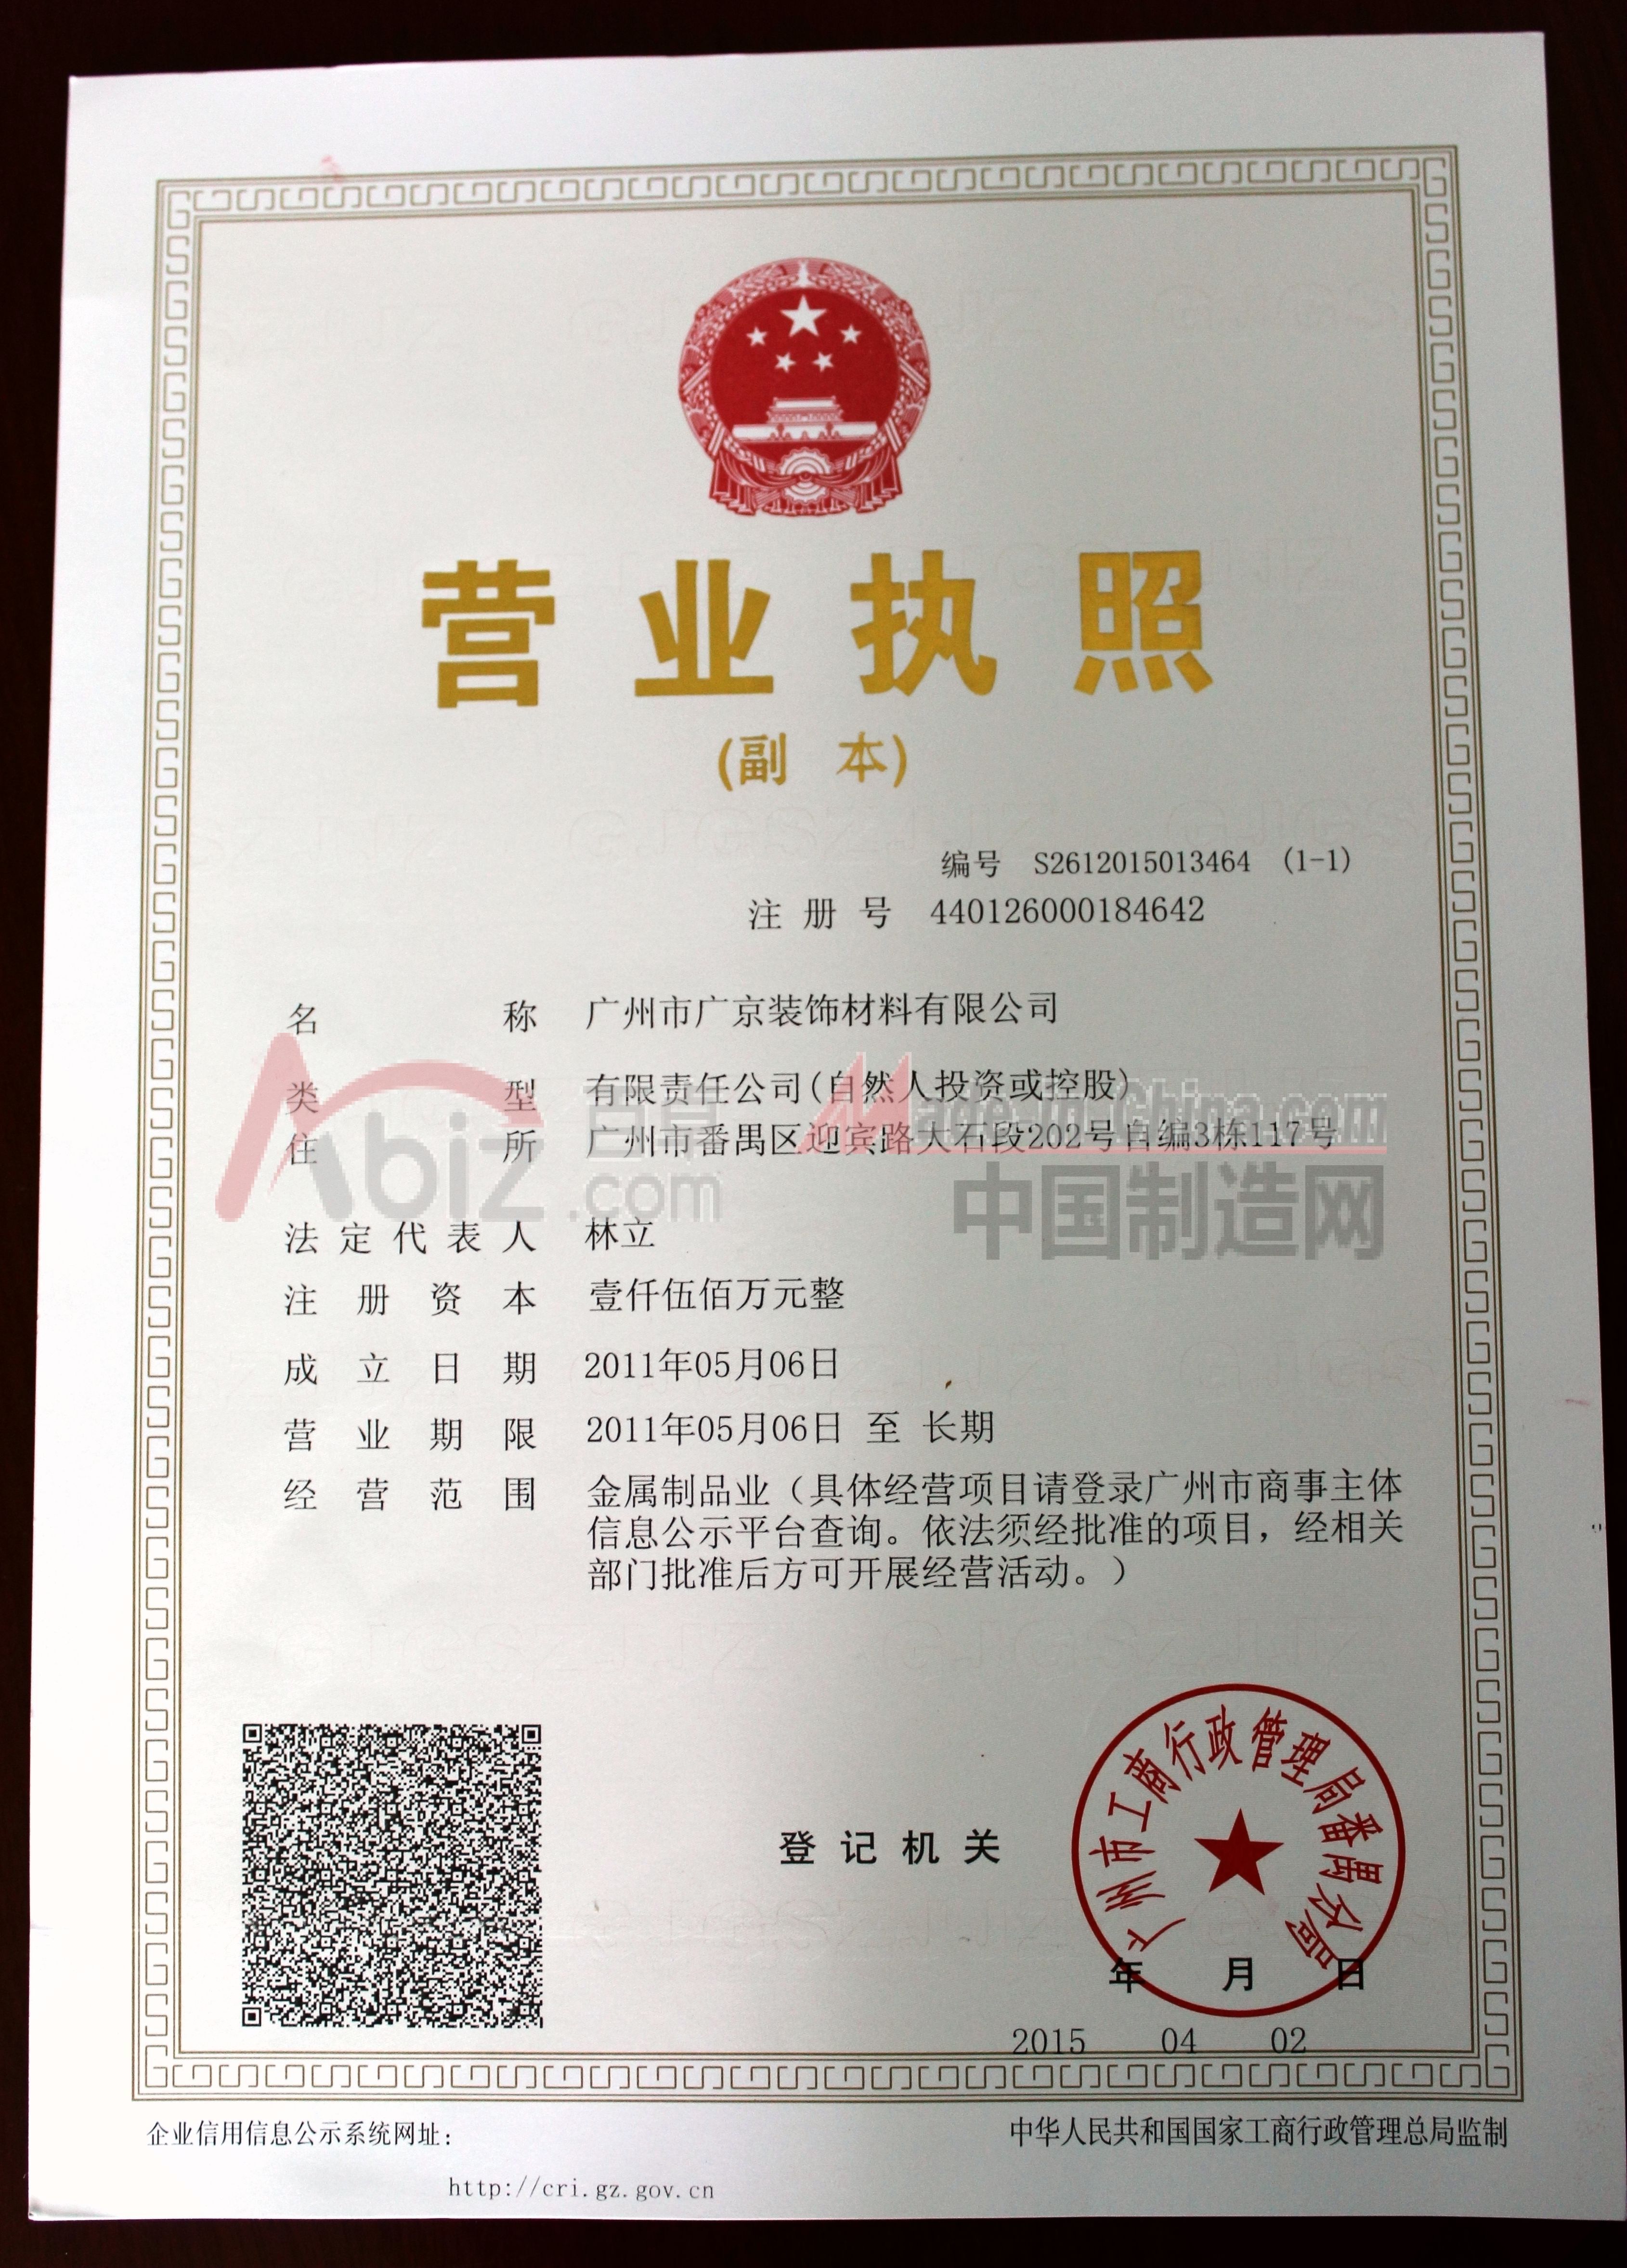 营业执照
(副 本)
编号 S2612015013464 (1-1)
注册号 440126000184642
名称 广州市广京装饰材料有限公司
类型 有限责任公司(自然人投资或控股)
住所 广州市番禺区迎宾路大石段202号自编3栋117号
Abiz 百卓 .com
Made-in-China.com
中国制造网
法定代表人 林立
注册资本 壹仟伍佰万元整
成立日期 2011年05月06日
营业期限 2011年05月06日 至 长期
经营范围 金属制品业（具体经营项目请登录广州市商事主体
信息公示平台查询。依法须经批准的项目，经相关
部门批准后方可开展经营活动。）
广州市工商行政管理局番禺分局
登记机关
年 月 日
2015 04 02
企业信用信息公示系统网址：
中华人民共和国国家工商行政管理总局监制
http://cri.gz.gov.cn